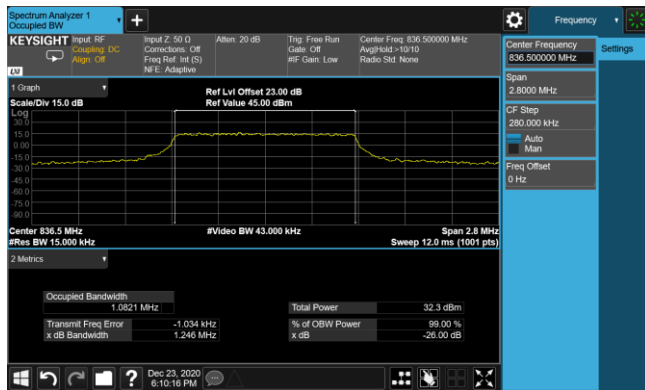 Spectrum Analyzer 1
Occupied BW
Frequency
KEYSIGHT
Input: RF
Coupling: DC
Align: Off
Input Z: 50 Ω
Corrections: Off
Freq Ref: Int (S)
NFE: Adaptive
Atten: 20 dB
Trig: Free Run
Gate: Off
#IF Gain: Low
Center Freq: 836.500000 MHz
Avg|Hold:>10/10
Radio Std: None
LXI
Center Frequency
836.500000 MHz
Settings
Span
2.8000 MHz
CF Step
280.000 kHz
Auto
Man
Freq Offset
0 Hz
1 Graph
Scale/Div 15.0 dB
Ref Lvl Offset 23.00 dB
Ref Value 45.00 dBm
Log
30.0
15.0
0.00
-15.0
-30.0
-45.0
-60.0
-75.0
-90.0
Center 836.5 MHz
#Video BW 43.000 kHz
Span 2.8 MHz
#Res BW 15.000 kHz
Sweep 12.0 ms (1001 pts)
2 Metrics
Occupied Bandwidth
1.0821 MHz
Total Power
32.3 dBm
Transmit Freq Error
-1.034 kHz
% of OBW Power
99.00 %
x dB Bandwidth
1.246 MHz
x dB
-26.00 dB
?
Dec 23, 2020
6:10:16 PM